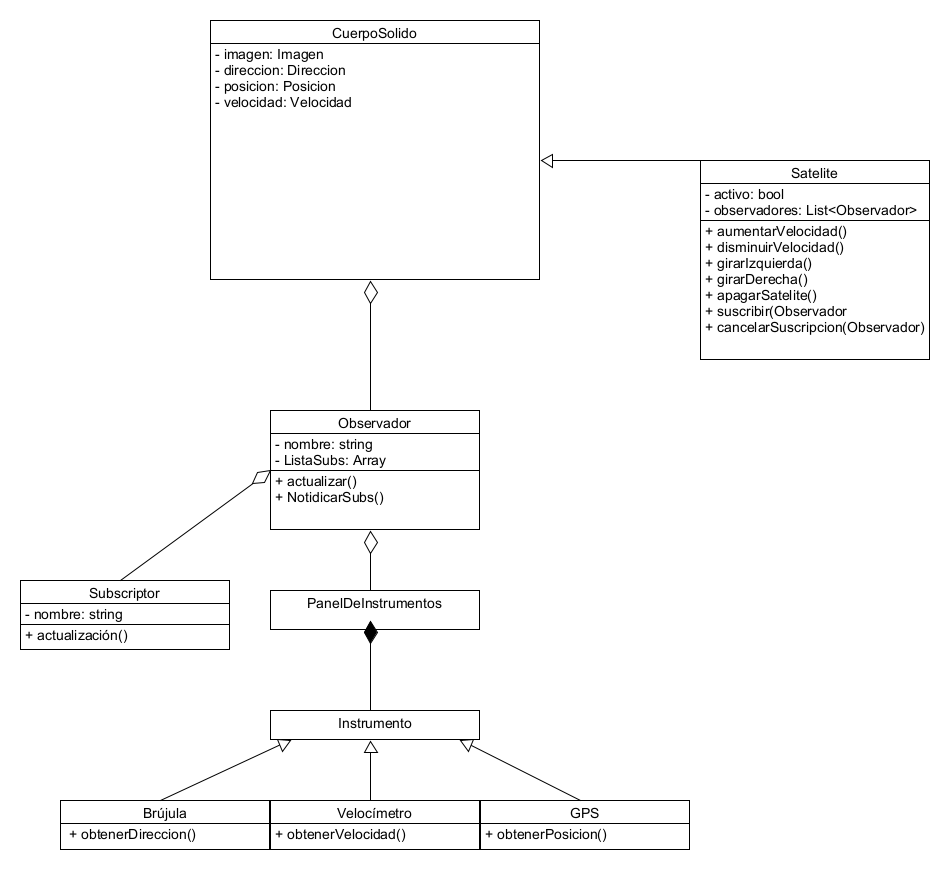 CuerpoSolido
- imagen: Imagen
- direccion: Direccion
- posicion: Posicion
- velocidad: Velocidad
Satelite
- activo: bool
- observadores: List<Observador>
+ aumentarVelocidad()
+ disminuirVelocidad()
+ girarIzquierda()
+ girarDerecha()
+ apagarSatelite()
+ suscribir(Observador
+ cancelarSuscripcion(Observador)
Observador
- nombre: string
- ListaSubs: Array
+ actualizar()
+ NotidicarSubs()
Subscriptor
- nombre: string
+ actualización()
PanelDeInstrumentos
Instrumento
Brújula
+ obtenerDireccion()
Velocímetro
+ obtenerVelocidad()
GPS
+ obtenerPosicion()